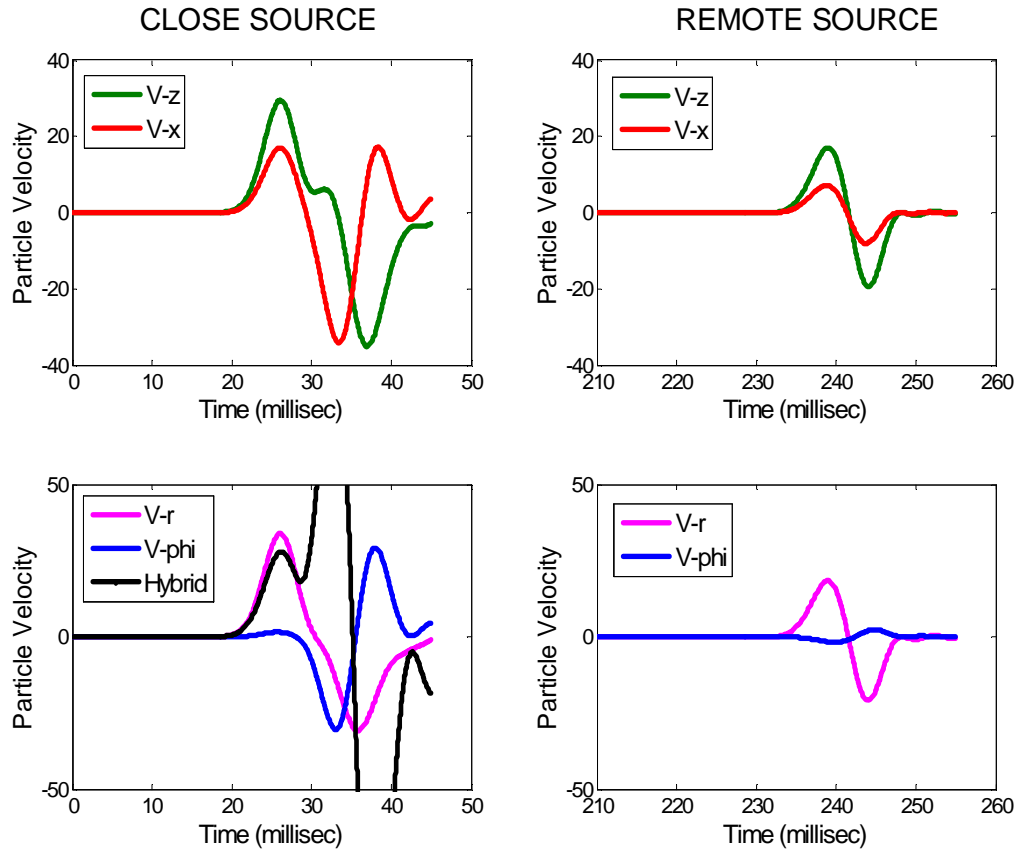 CLOSE SOURCE
REMOTE SOURCE
40
20
0
-20
-40
Particle Velocity
V-z
V-x
0 10 20 30 40 50
Time (millisec)
40
20
0
-20
-40
Particle Velocity
V-z
V-x
210 220 230 240 250 260
Time (millisec)
50
0
-50
Particle Velocity
V-r
V-phi
Hybrid
0 10 20 30 40 50
Time (millisec)
50
0
-50
Particle Velocity
V-r
V-phi
210 220 230 240 250 260
Time (millisec)